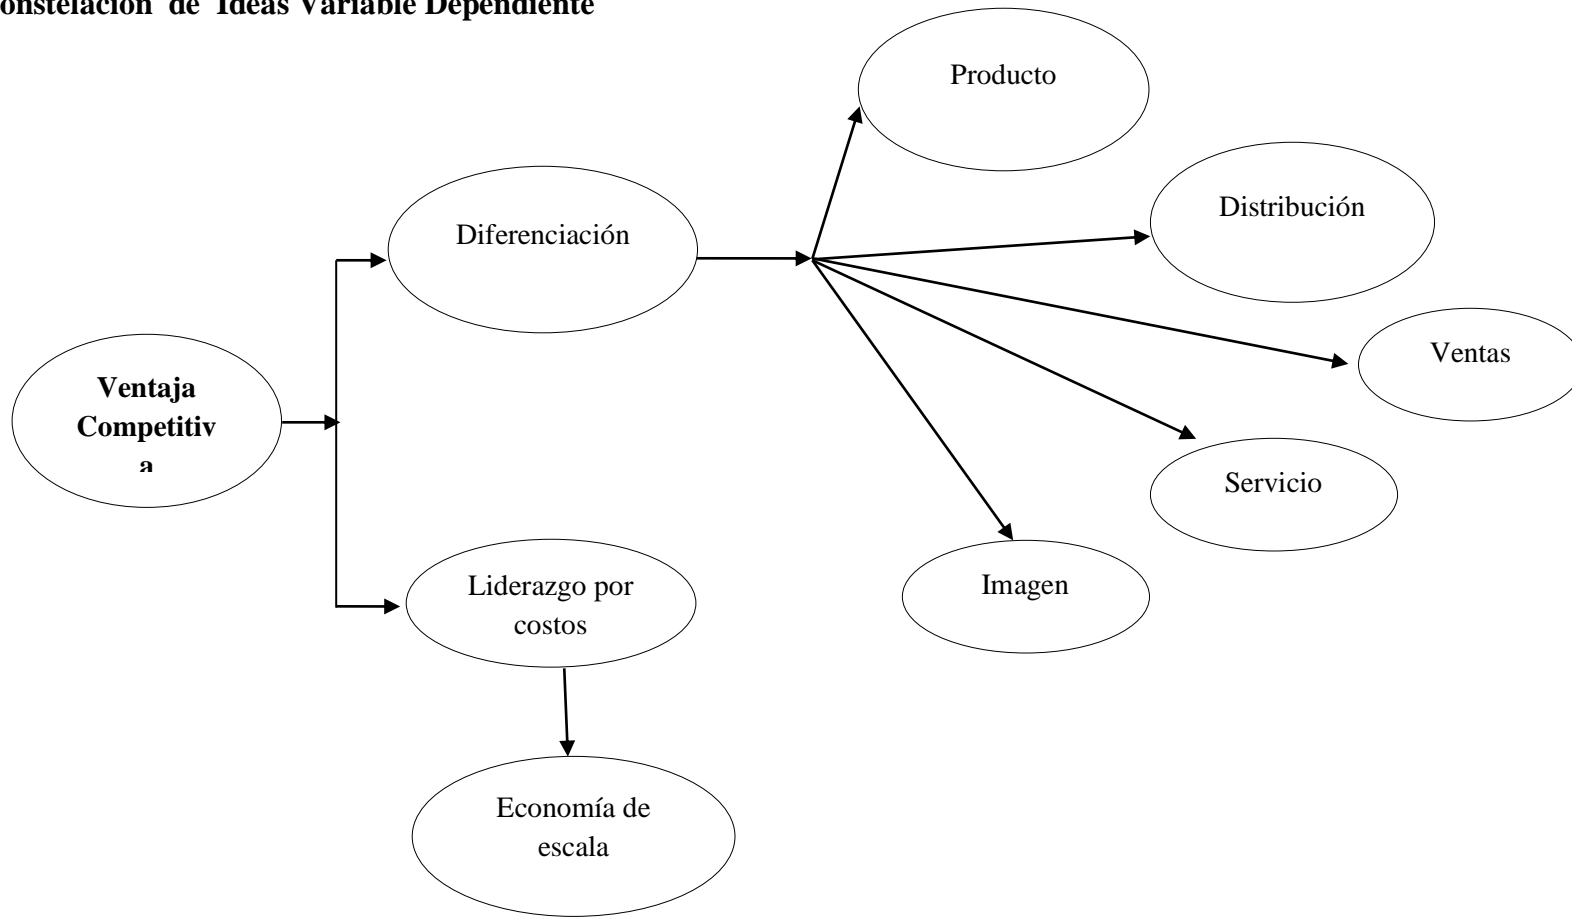 onstelación de Ideas Variable Dependiente
Producto
Distribución
Diferenciación
Ventas
Ventaja
Competitiv
a
Servicio
Liderazgo por
costos
Imagen
Economía de
escala